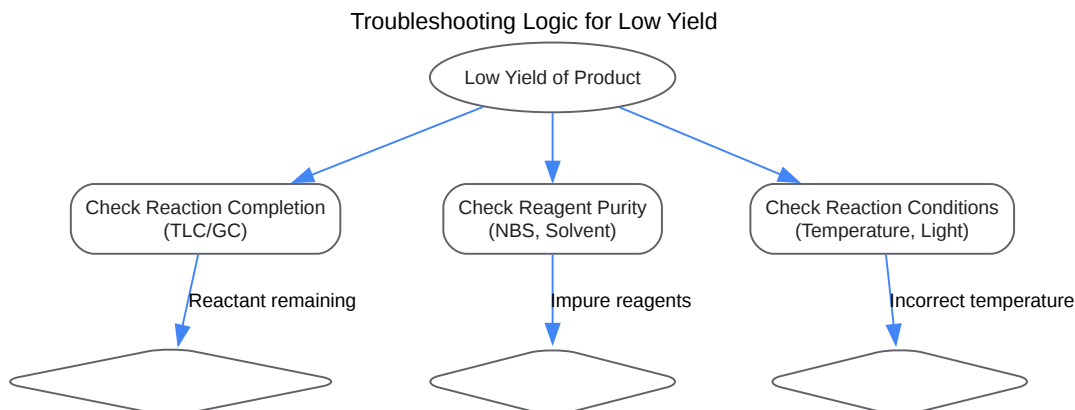 Troubleshooting Logic for Low Yield
Low Yield of Product
Check Reaction Completion
(TLC/GC)
Check Reagent Purity
(NBS, Solvent)
Check Reaction Conditions
(Temperature, Light)
Reactant remaining
Impure reagents
Incorrect temperature